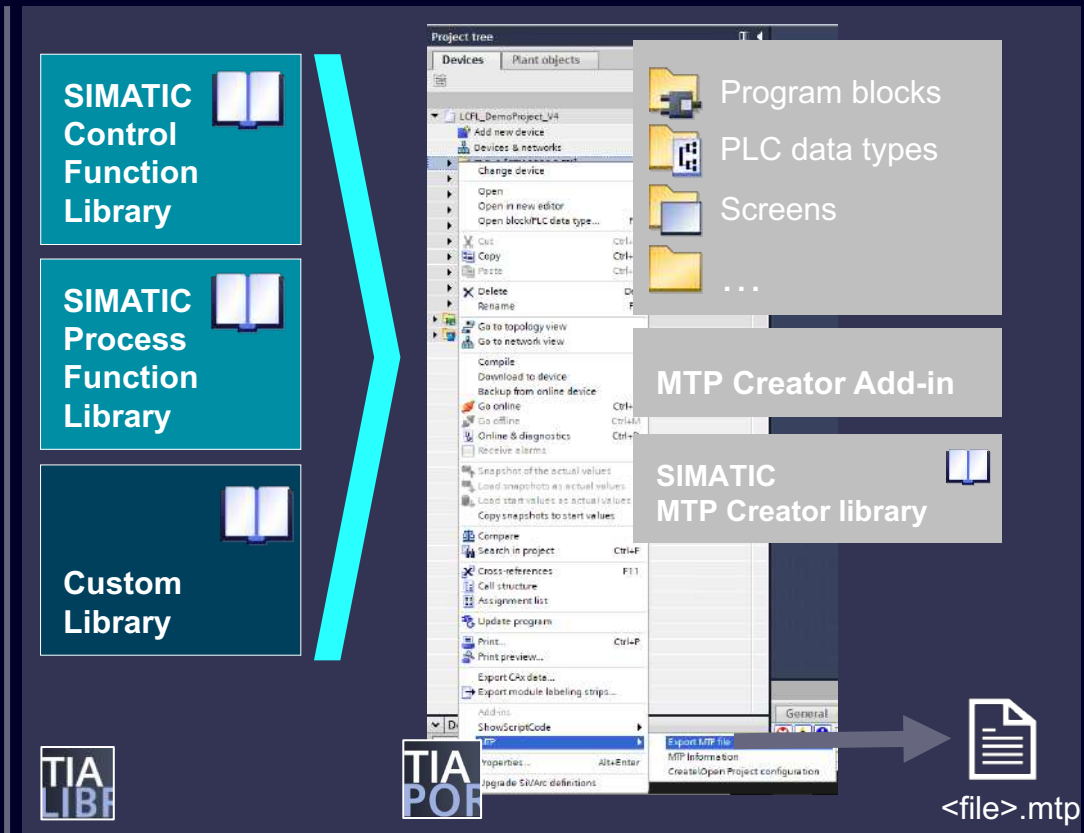 SIMATIC
Control
Function
Library
SIMATIC
Process
Function
Library
Custom
Library
TIA
LIBR
Project tree
Devices
Plant objects
LCFL_DemoProject_V4
Add new device
Devices & networks
Change device
Open
Open in new editor
Open block/PLC data type...
Cut
Copy
Paste
Delete
Rename
Go to topology view
Go to network view
Compile
Download to device
Backup from online device
Go online
Go offline Ctrl+M
Online & diagnostics
Receive alarms
Snapshot of the actual values
Load snapshots as actual values
Load start values as actual values
Copy snapshots to start values
Compare
Search in project Ctrl+F
Cross-references F11
Call structure
Assignment list
Update program
Print... Ctrl+P
Print preview...
Export CAx data...
Export module labeling strips...
Add-ins
ShowScriptCode
MTP
Properties... Alt+Enter
Upgrade SiVArc definitions
Export MTP file
MTP Information
Create\Open Project configuration
General
TIA
POR
Program blocks
PLC data types
Screens
...
MTP Creator Add-in
SIMATIC
MTP Creator library
<file>.mtp